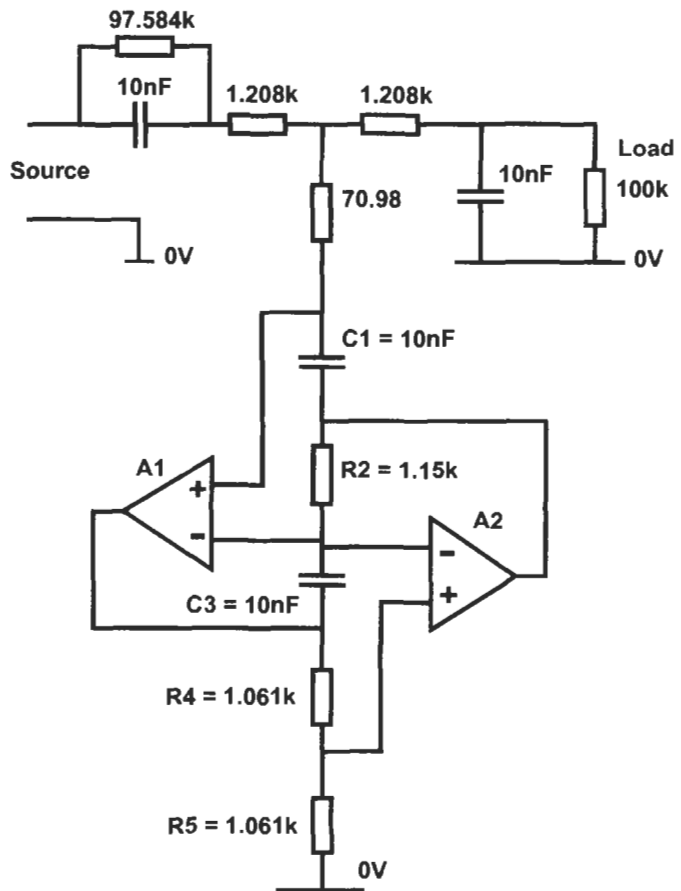 97.584k
10nF
1.208k
1.208k
Source
Load
10nF
100k
70.98
0V
0V
C1 = 10nF
A1
+
-
R2 = 1.15k
A2
-
+
C3 = 10nF
R4 = 1.061k
R5 = 1.061k
0V